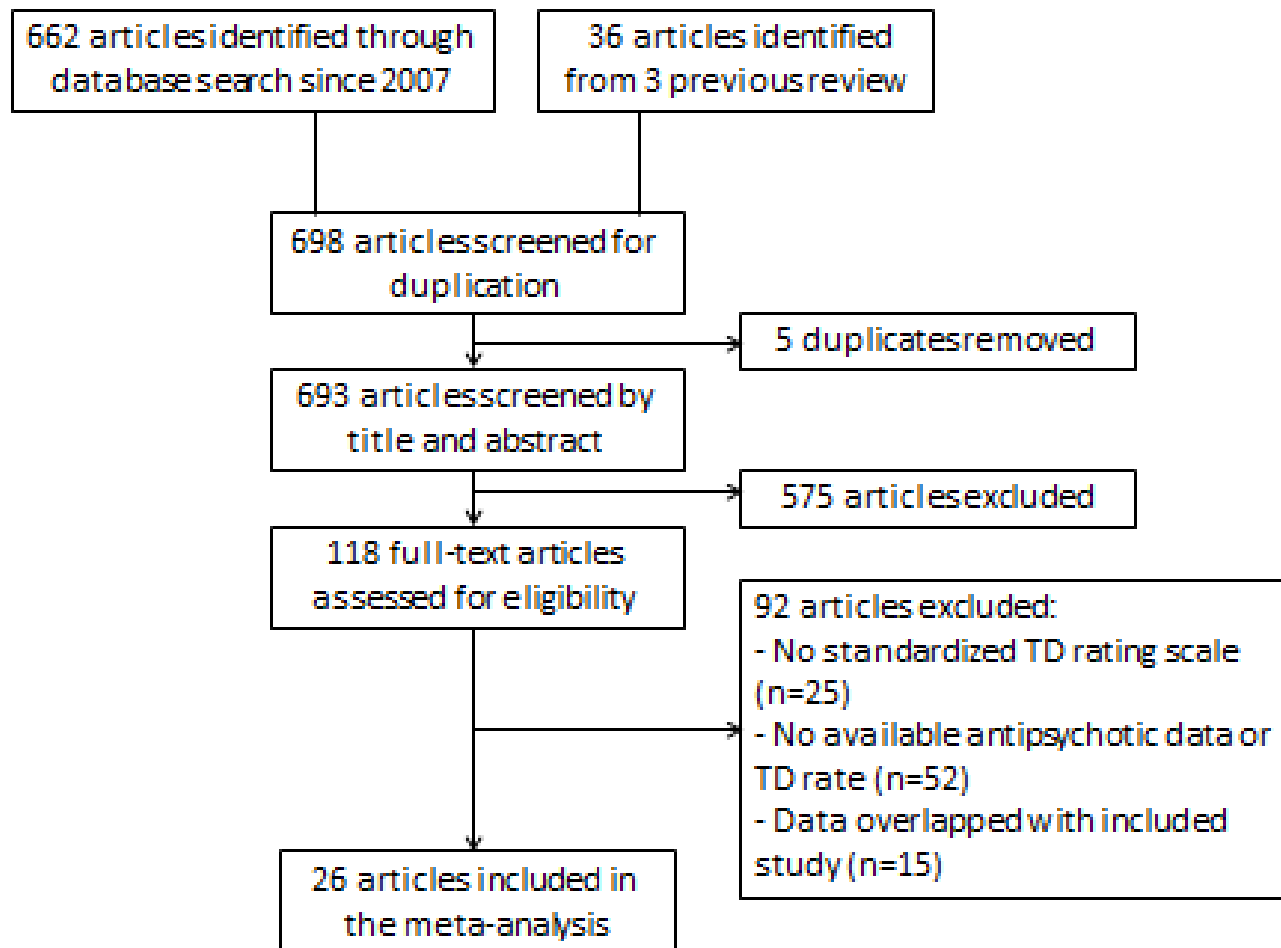 662 articles identified through
database search since 2007
36 articles identified
from 3 previous review
698 articles screened for
duplication
5 duplicates removed
693 articles screened by
title and abstract
575 articles excluded
118 full-text articles
assessed for eligibility
92 articles excluded:
- No standardized TD rating scale
(n=25)
- No available antipsychotic data or
TD rate (n=52)
- Data overlapped with included
study (n=15)
26 articles included in
the meta-analysis